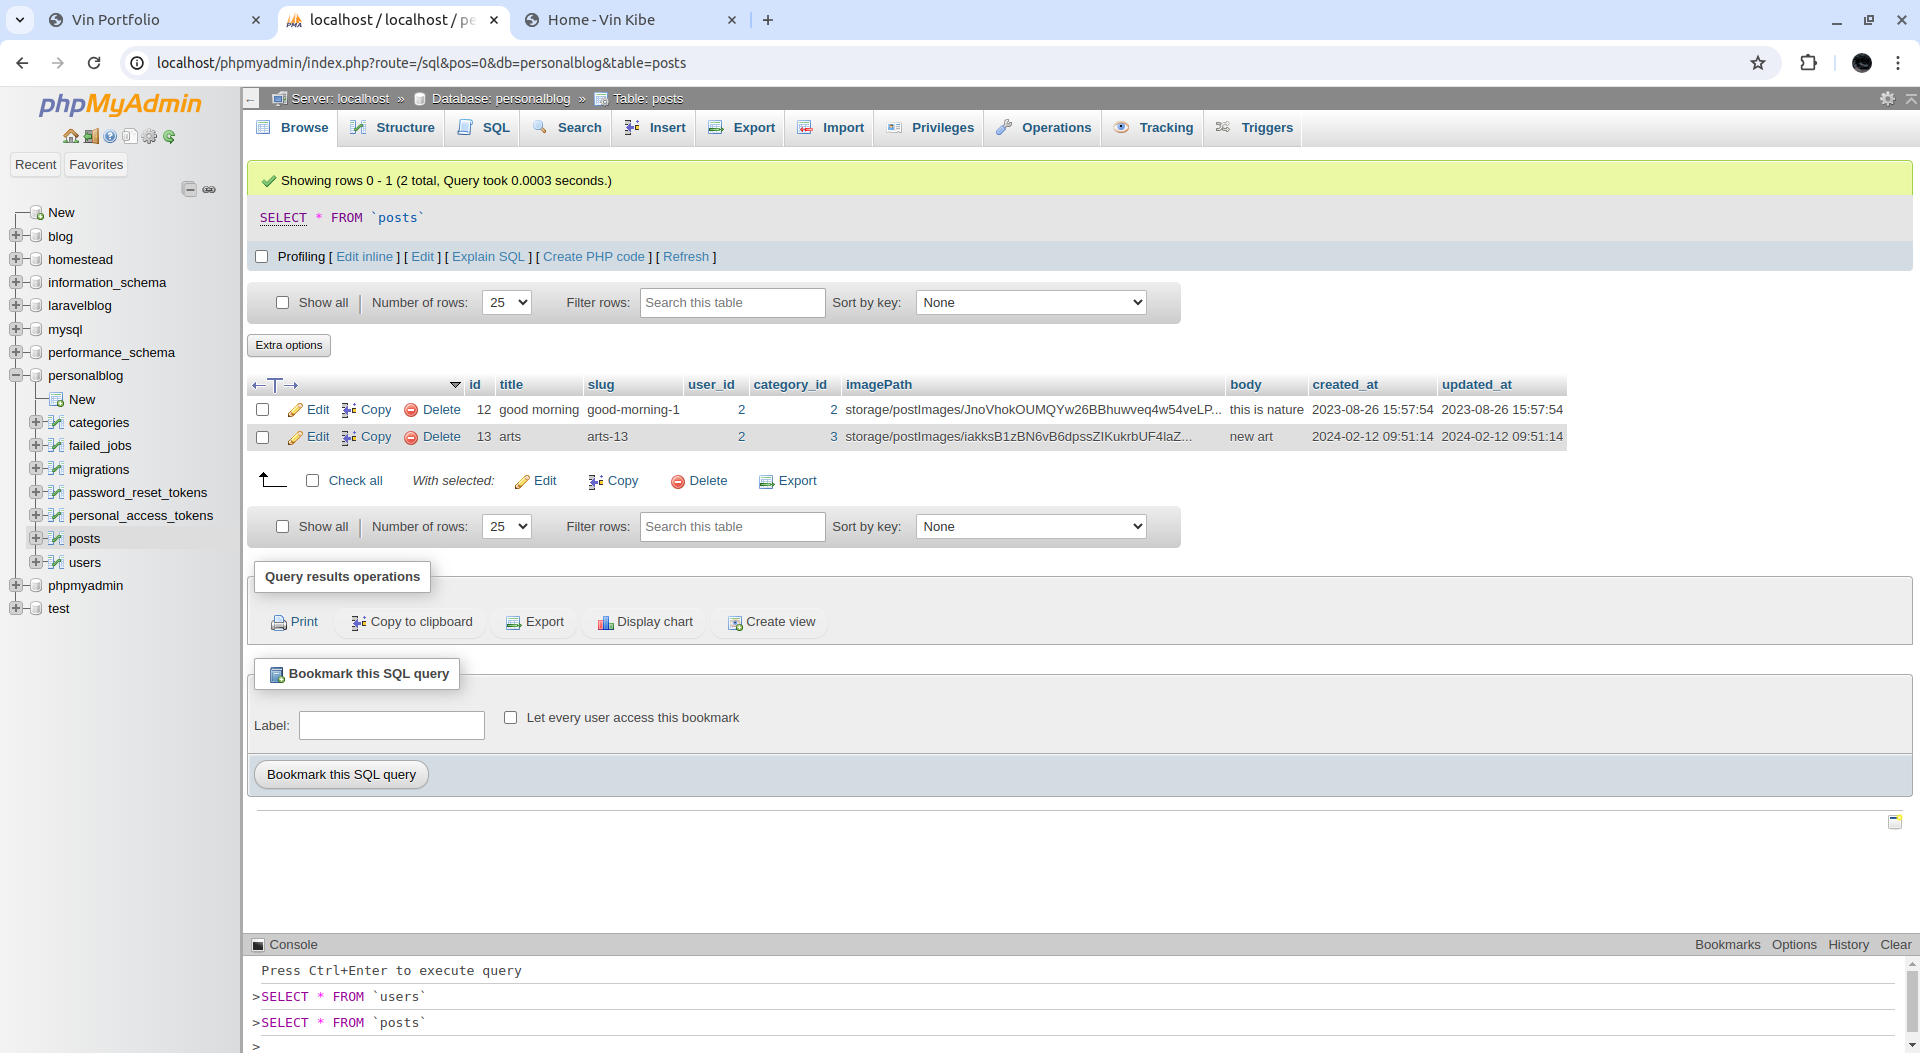 Vin Portfolio
localhost / localhost / pe
Home - Vin Kibe
localhost/phpmyadmin/index.php?route=/sql&pos=0&db=personalblog&table=posts
phpMyAdmin
Recent Favorites
New
blog
homestead
information_schema
laravelblog
mysql
performance_schema
personalblog
New
categories
failed_jobs
migrations
password_reset_tokens
personal_access_tokens
posts
users
phpmyadmin
test
Server: localhost » Database: personalblog » Table: posts
Browse Structure SQL Search Insert Export Import Privileges Operations Tracking Triggers
Showing rows 0 - 1 (2 total, Query took 0.0003 seconds.)
SELECT * FROM `posts`
Profiling [ Edit inline ] [ Edit ] [ Explain SQL ] [ Create PHP code ] [ Refresh ]
Show all Number of rows: 25 Filter rows: Search this table Sort by key: None
Extra options
id title slug user_id category_id imagePath body created_at updated_at
Edit Copy Delete 12 good morning good-morning-1 2 2 storage/postImages/JnoVhokOUMQYw26BBhuwveq4w54veLP... this is nature 2023-08-26 15:57:54 2023-08-26 15:57:54
Edit Copy Delete 13 arts arts-13 2 3 storage/postImages/iakksB1zBN6vB6dpssZIKukrbUF4laZ... new art 2024-02-12 09:51:14 2024-02-12 09:51:14
Check all With selected: Edit Copy Delete Export
Show all Number of rows: 25 Filter rows: Search this table Sort by key: None
Query results operations
Print Copy to clipboard Export Display chart Create view
Bookmark this SQL query
Label: Let every user access this bookmark
Bookmark this SQL query
Console Bookmarks Options History Clear
Press Ctrl+Enter to execute query
>SELECT * FROM `users`
>SELECT * FROM `posts`
>